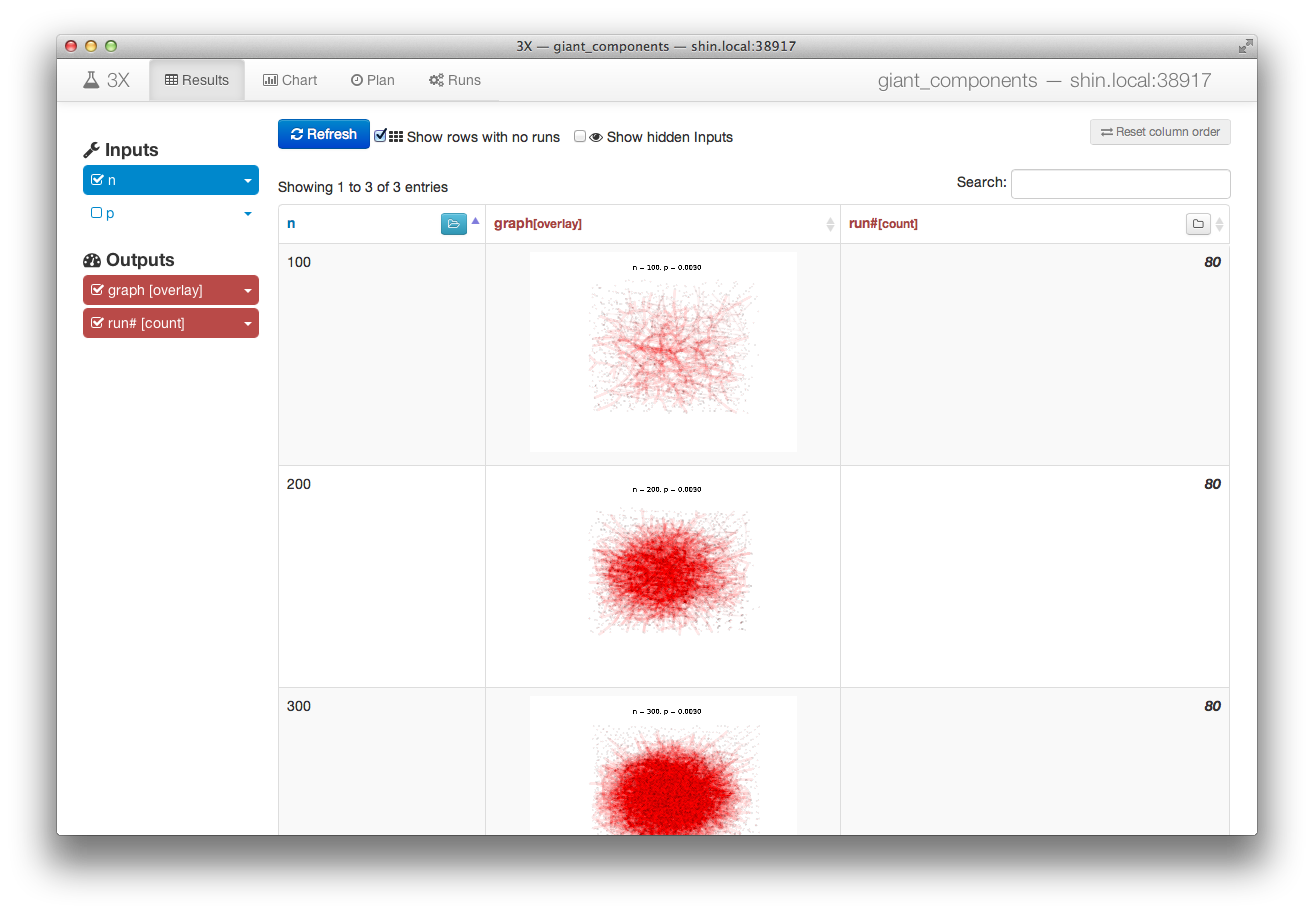 3X — giant_components — shin.local:38917
3X Results Chart Plan Runs giant_components — shin.local:38917
Refresh Show rows with no runs Show hidden Inputs Reset column order
Inputs
n
p
Outputs
graph [overlay]
run# [count]
Showing 1 to 3 of 3 entries Search:
n graph[overlay] run#[count]
100 80
n = 100, p = 0.0030
200 80
n = 200, p = 0.0030
300 80
n = 300, p = 0.0030